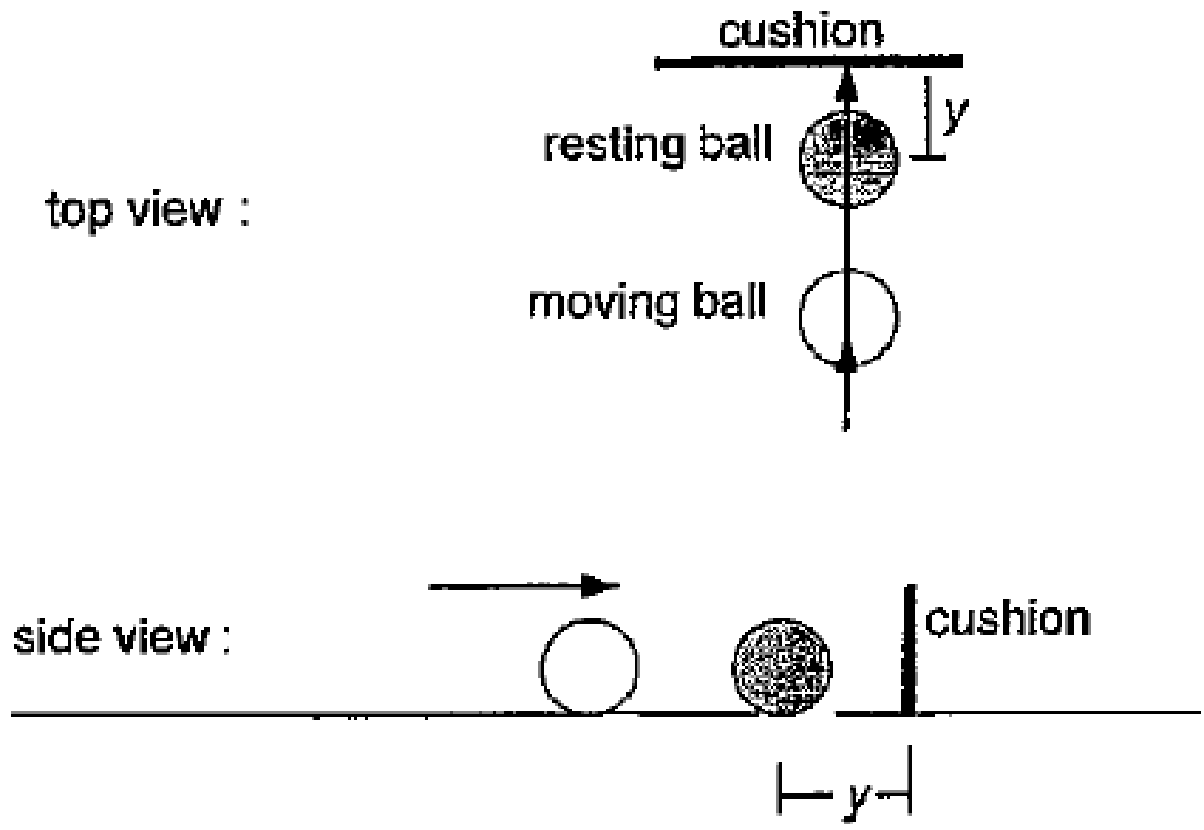 cushion
y
resting ball
top view :
moving ball
side view :
cushion
y